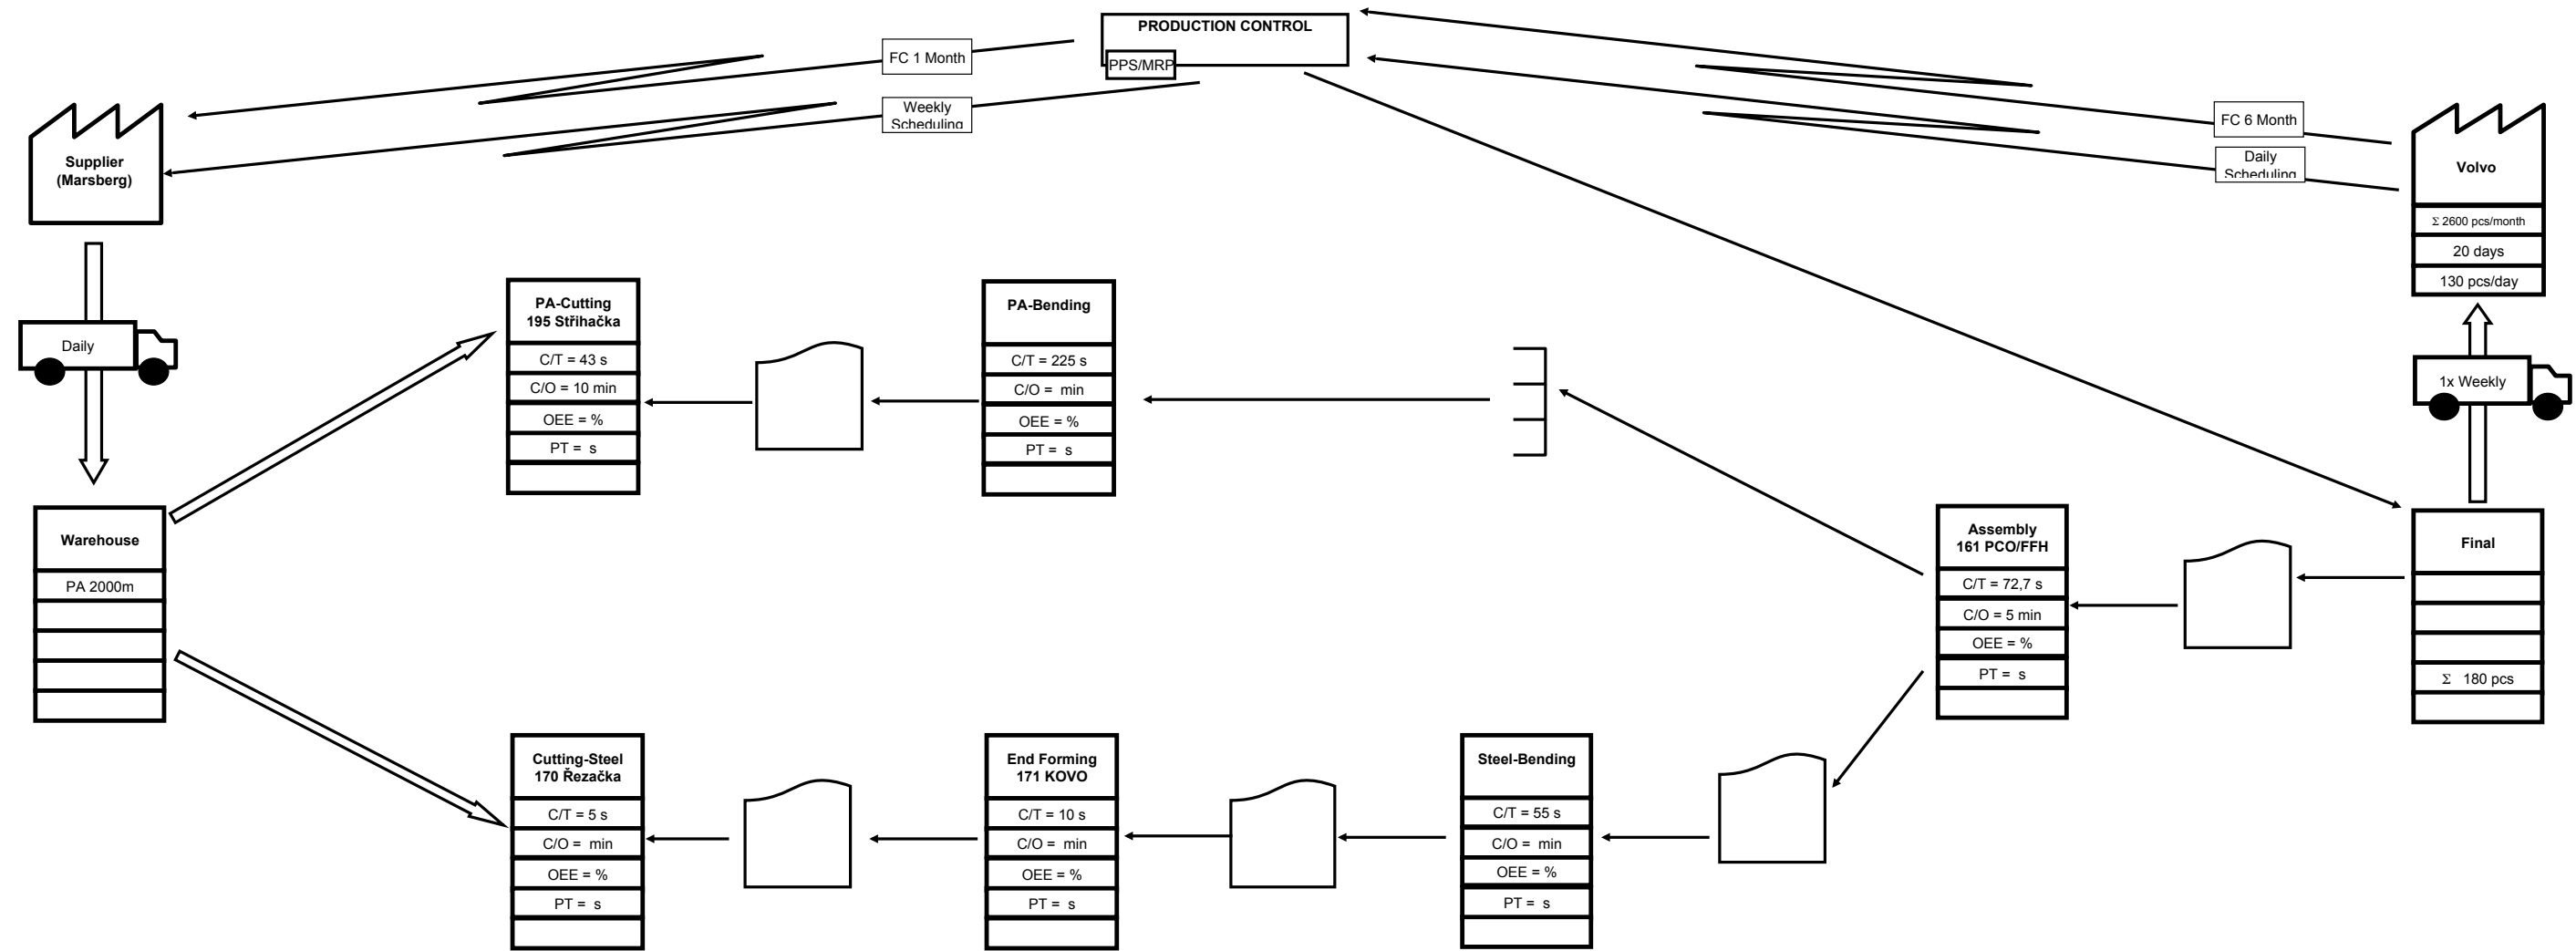 PRODUCTION CONTROL
PPS/MRP
FC 1 Month
Weekly
Scheduling
FC 6 Month
Daily
Scheduling
Supplier
(Marsberg)
Volvo
Σ 2600 pcs/month
20 days
130 pcs/day
Daily
1x Weekly
PA-Cutting
195 Střihačka
C/T = 43 s
C/O = 10 min
OEE = %
PT = s
PA-Bending
C/T = 225 s
C/O = min
OEE = %
PT = s
Warehouse
PA 2000m
Assembly
161 PCO/FFH
C/T = 72,7 s
C/O = 5 min
OEE = %
PT = s
Final
Σ 180 pcs
Cutting-Steel
170 Řezačka
C/T = 5 s
C/O = min
OEE = %
PT = s
End Forming
171 KOVO
C/T = 10 s
C/O = min
OEE = %
PT = s
Steel-Bending
C/T = 55 s
C/O = min
OEE = %
PT = s